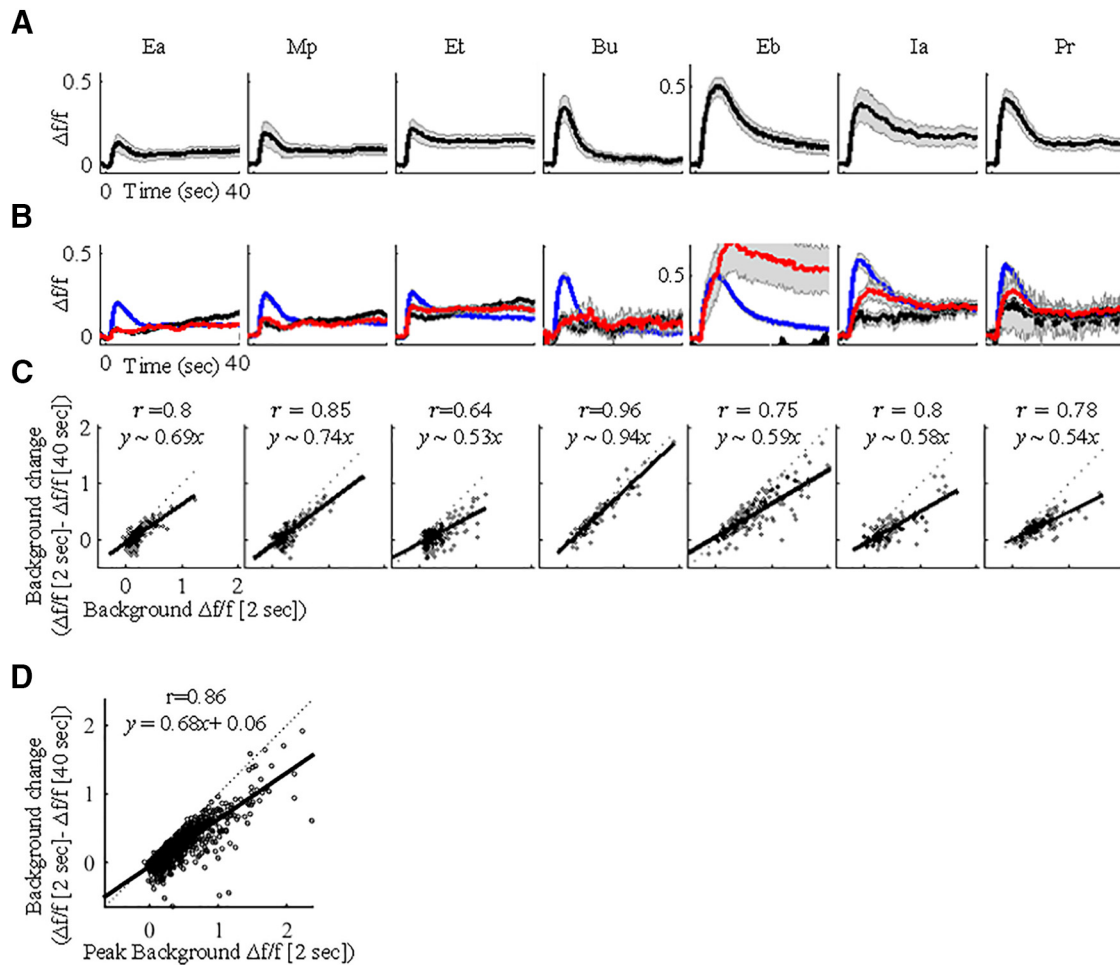 A
Ea Mp Et Bu Eb Ia Pr
0.5 0.5
Δf/f
0
0 Time (sec) 40
B
0.5 0.5
Δf/f
0
0 Time (sec) 40
C
r =0.8 r = 0.85 r=0.64 r=0.96 r = 0.75 r = 0.8 r = 0.78
y ~ 0.69x y ~ 0.74x y ~ 0.53x y ~ 0.94x y ~ 0.59x y ~ 0.58x y ~ 0.54x
Background change
(Δf/f [2 sec]- Δf/f [40 sec])
2
1
0
0 1 2
Background Δf/f [2 sec])
D
r=0.86
y = 0.68x+ 0.06
Background change
(Δf/f [2 sec]- Δf/f [40 sec])
2
1
0
0 1 2
Peak Background Δf/f [2 sec])